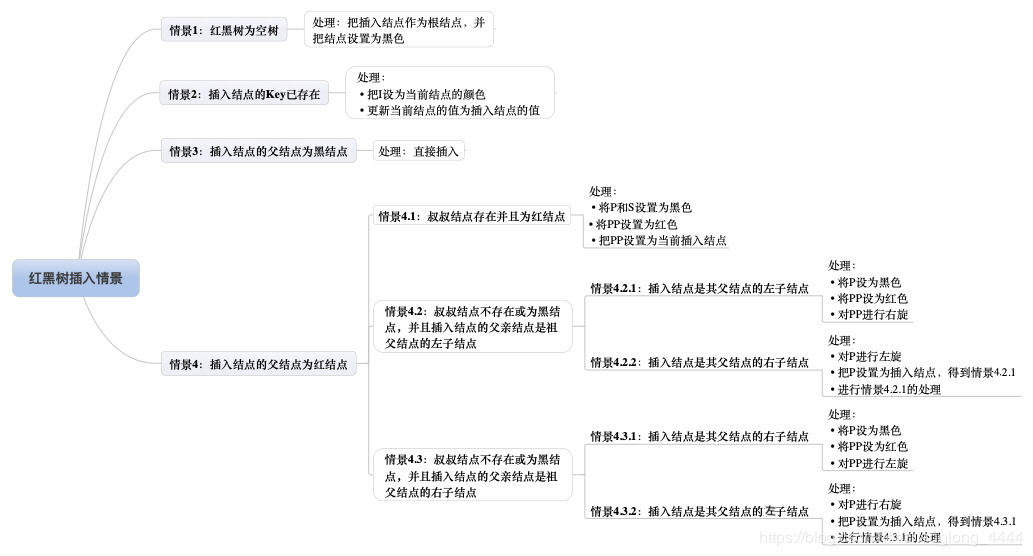 红黑树插入情景
情景1：红黑树为空树
处理：把插入结点作为根结点，并
把结点设置为黑色
情景2：插入结点的Key已存在
处理：
• 把I设为当前结点的颜色
• 更新当前结点的值为插入结点的值
情景3：插入结点的父结点为黑结点
处理：直接插入
情景4：插入结点的父结点为红结点
情景4.1：叔叔结点存在并且为红结点
处理：
• 将P和S设置为黑色
• 将PP设置为红色
• 把PP设置为当前插入结点
情景4.2：叔叔结点不存在或为黑结
点，并且插入结点的父亲结点是祖
父结点的左子结点
情景4.2.1：插入结点是其父结点的左子结点
处理：
• 将P设为黑色
• 将PP设为红色
• 对PP进行右旋
情景4.2.2：插入结点是其父结点的右子结点
处理：
• 对P进行左旋
• 把P设置为插入结点，得到情景4.2.1
• 进行情景4.2.1的处理
情景4.3：叔叔结点不存在或为黑结
点，并且插入结点的父亲结点是祖
父结点的右子结点
情景4.3.1：插入结点是其父结点的右子结点
处理：
• 将P设为黑色
• 将PP设为红色
• 对PP进行左旋
情景4.3.2：插入结点是其父结点的左子结点
处理：
• 对P进行右旋
• 把P设置为插入结点，得到情景4.3.1
• 进行情景4.3.1的处理